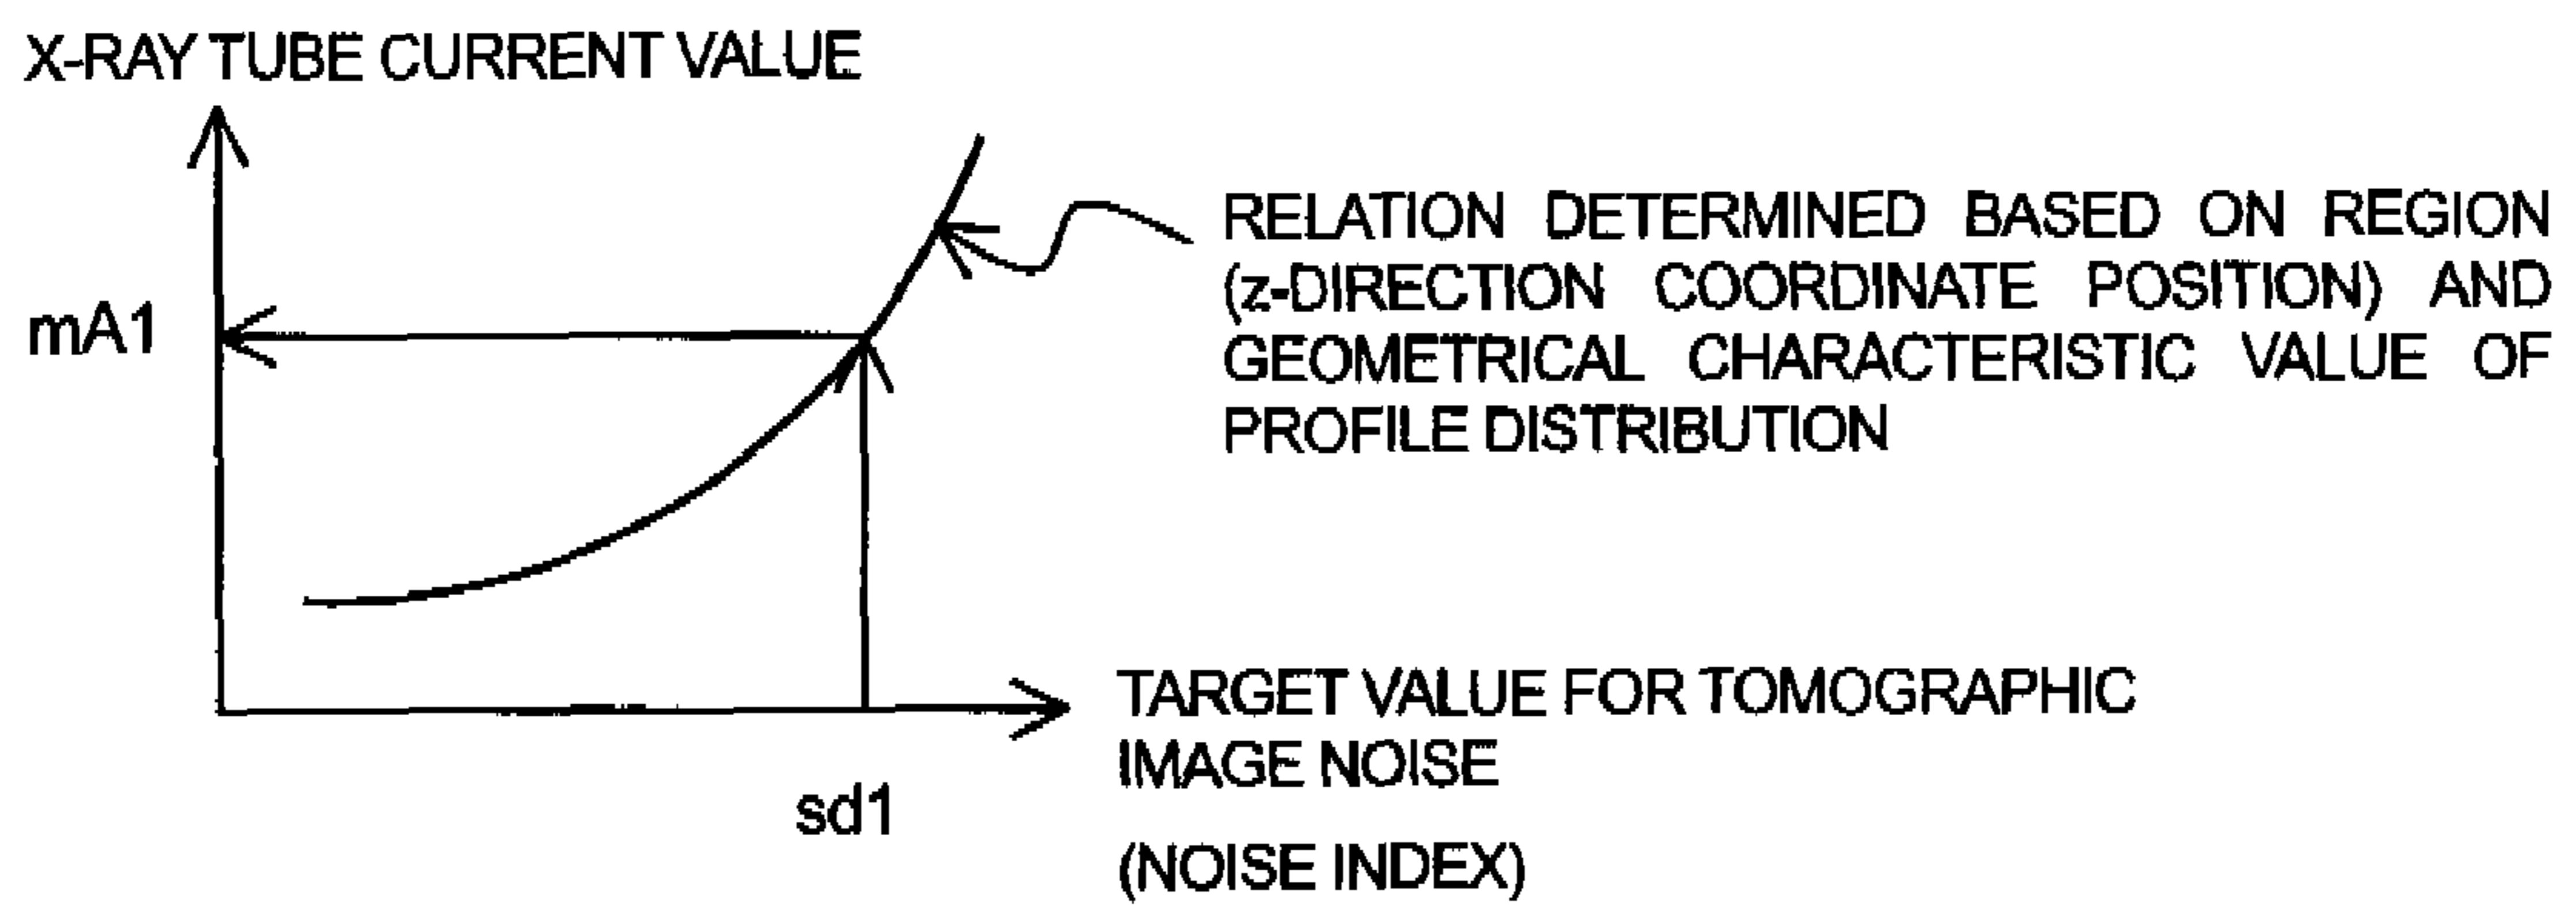 X-RAY TUBE CURRENT VALUE
RELATION DETERMINED BASED ON REGION
(z-DIRECTION COORDINATE POSITION) AND
mA1
GEOMETRICAL CHARACTERISTIC VALUE OF
PROFILE DISTRIBUTION
TARGET VALUE FOR TOMOGRAPHIC
IMAGE NOISE
sd1
(NOISE INDEX)